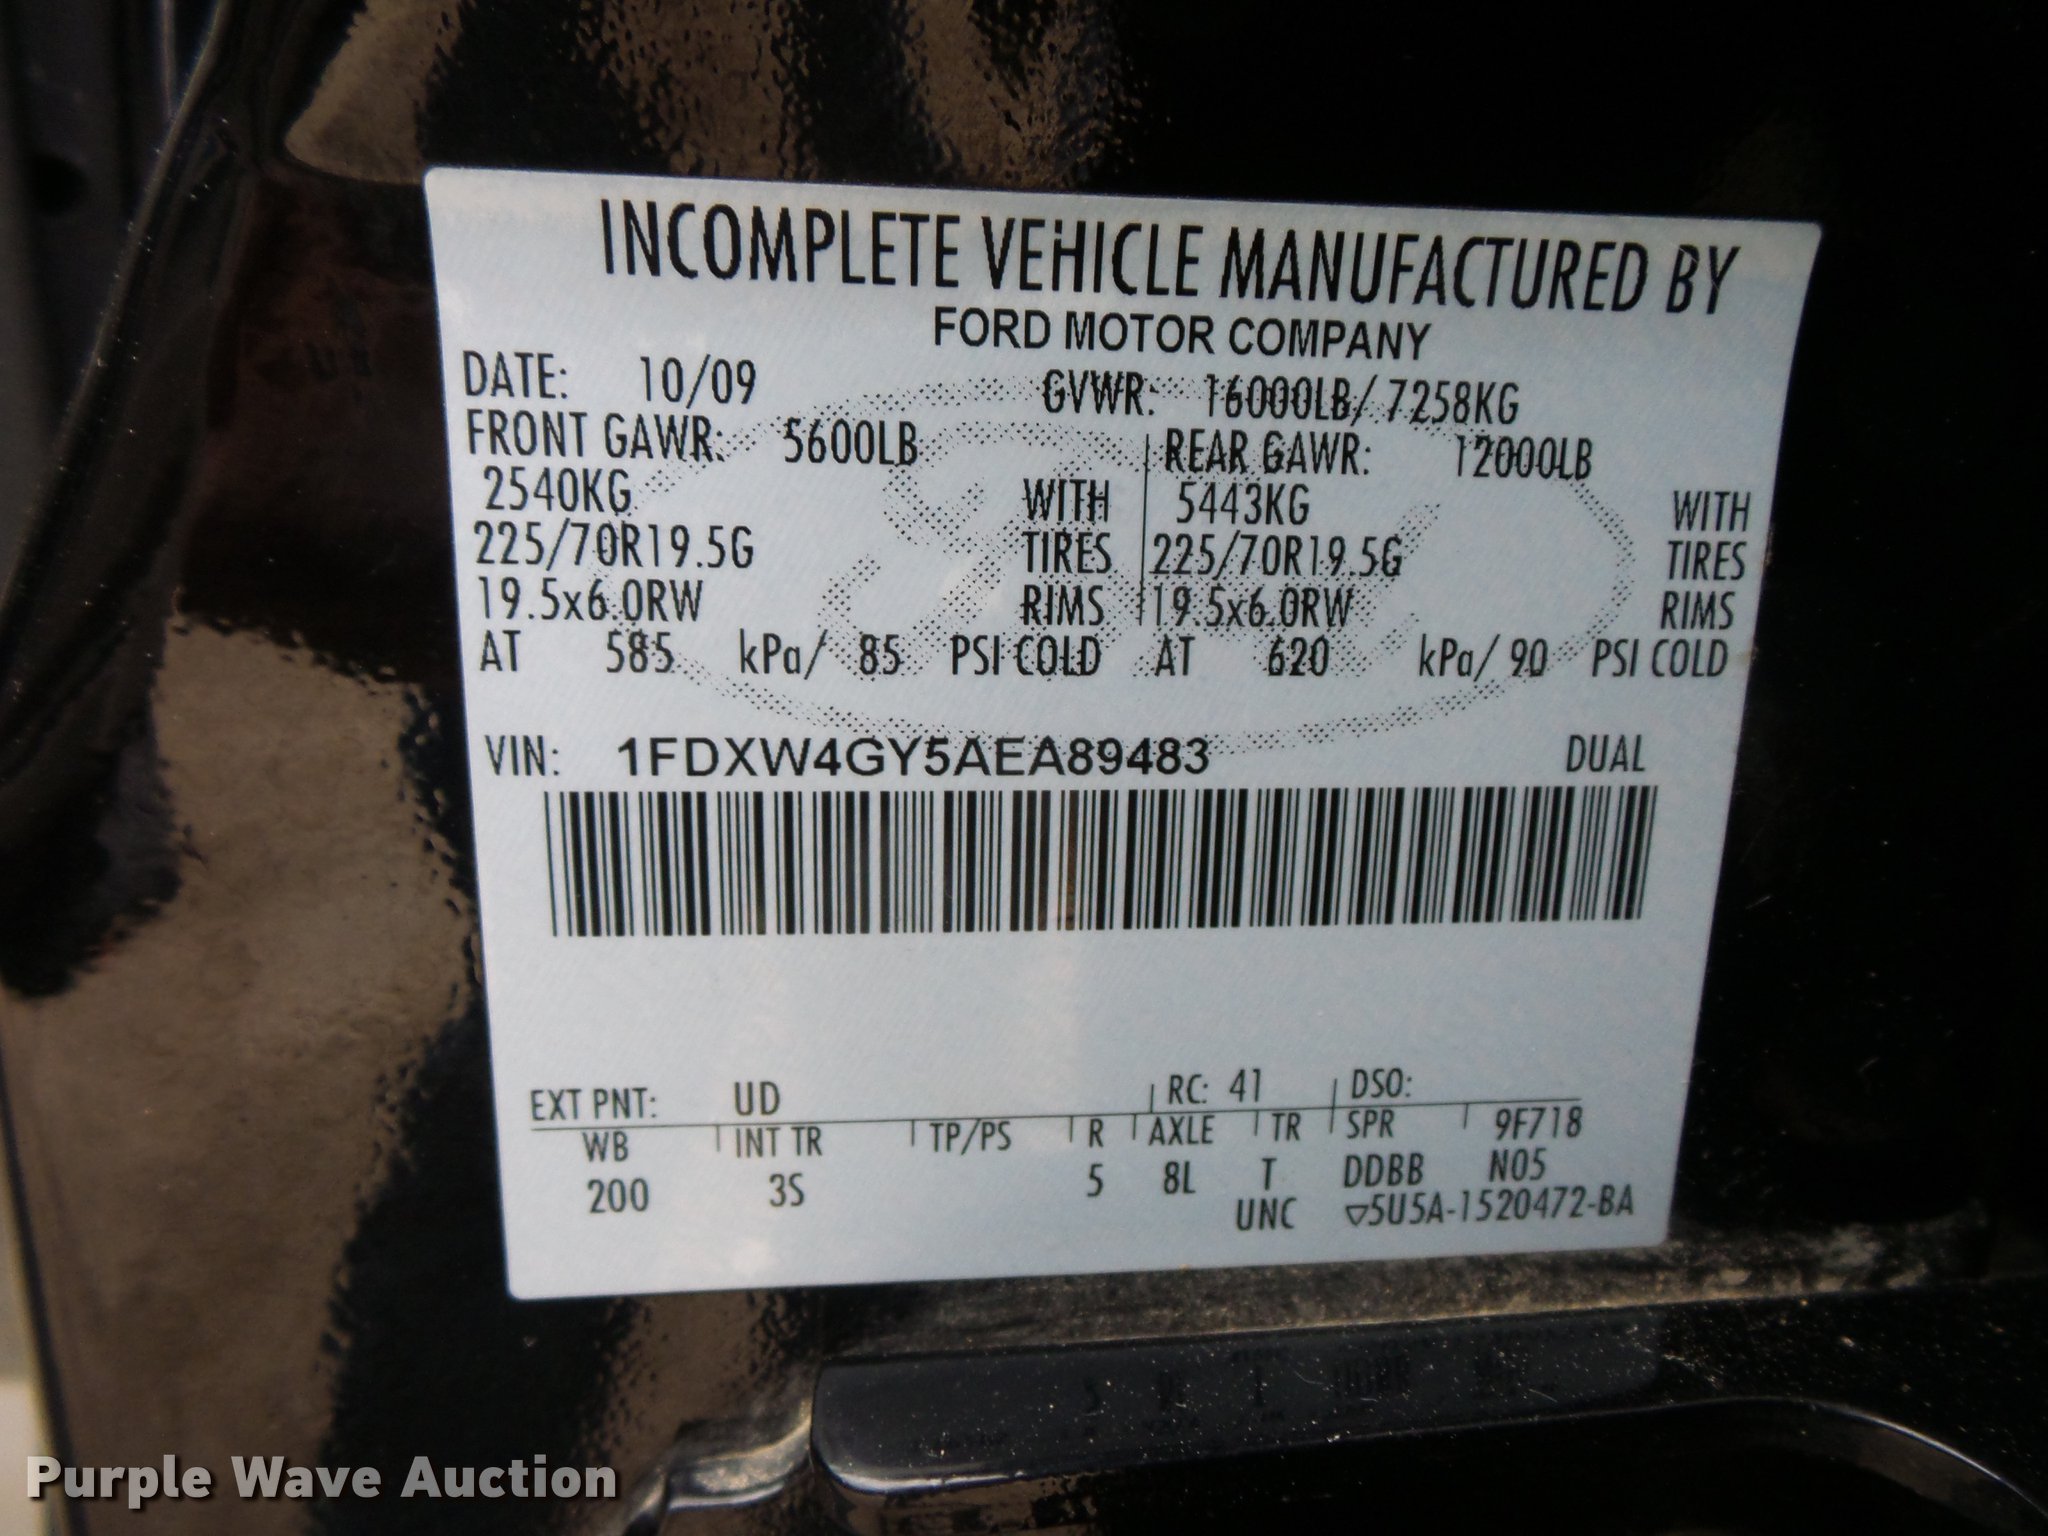 INCOMPLETE VEHICLE MANUFACTURED BY
FORD MOTOR COMPANY
DATE: 10/09 GVWR: 16000LB/ 7258KG
FRONT GAWR: 5600LB REAR GAWR: 12000LB
2540KG WITH 5443KG WITH
225/70R19.5G TIRES 225/70R19.5G TIRES
19.5x6.0RW RIMS 19.5x6.0RW RIMS
AT 585 kPa/ 85 PSI COLD AT 620 kPa/ 90 PSI COLD
VIN: 1FDXW4GY5AEA89483 DUAL
EXT PNT: UD RC: 41 DSO:
WB INT TR TP/PS R AXLE TR SPR 9F718
200 3S 5 8L T DDBB N05
UNC ▽5U5A-1520472-BA
Purple Wave Auction